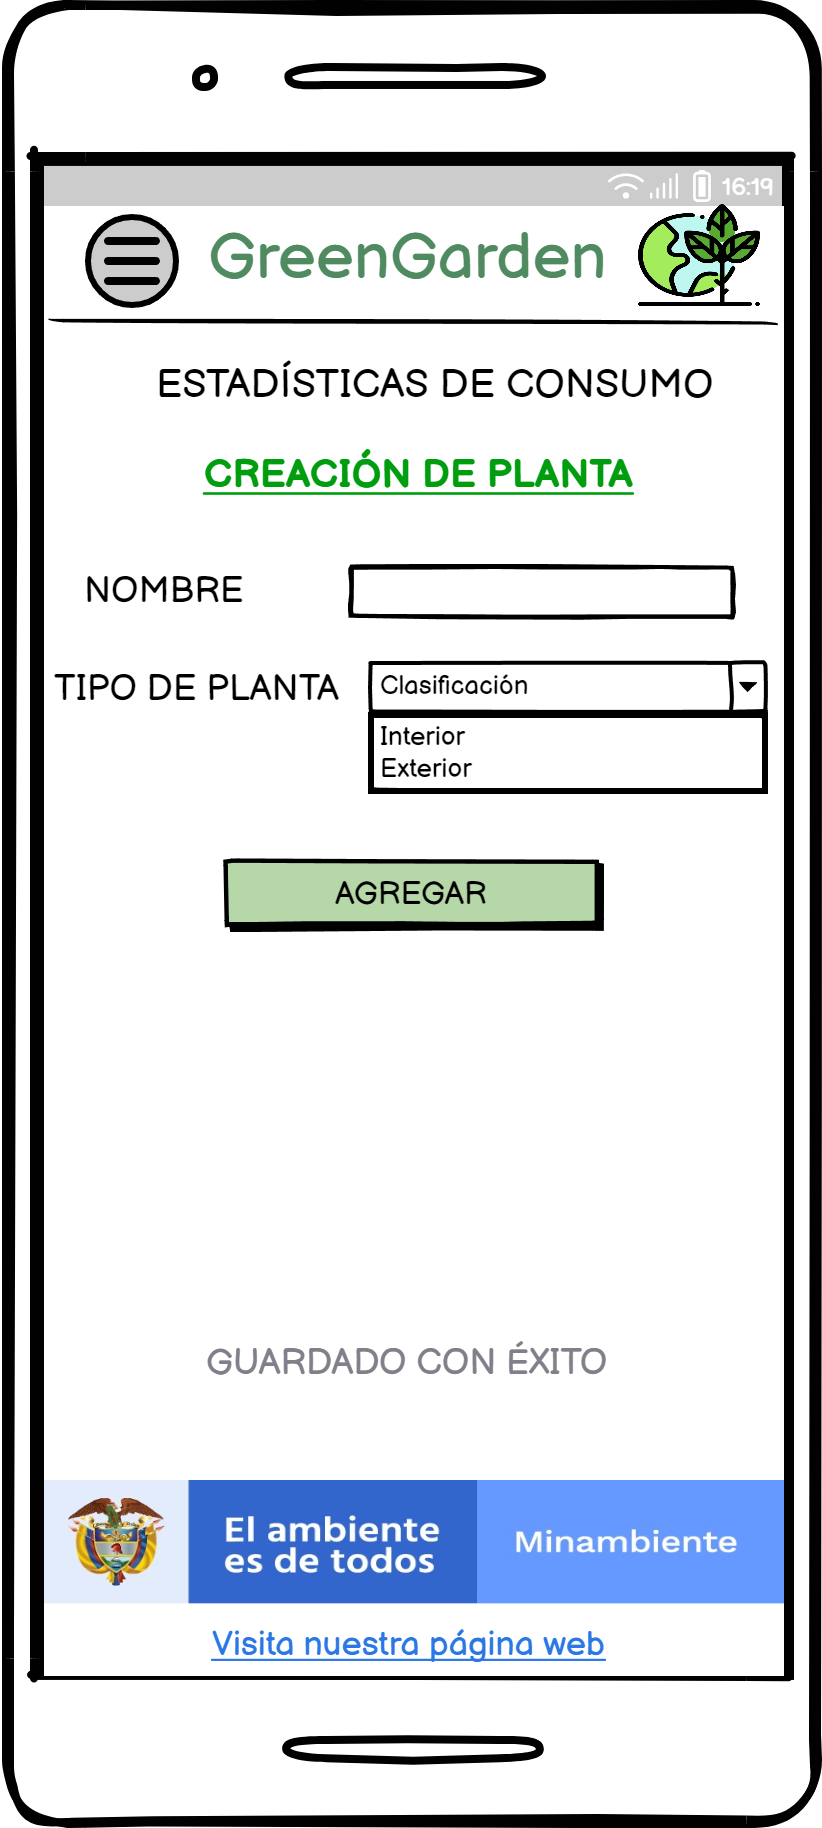 16:19
GreenGarden
ESTADÍSTICAS DE CONSUMO
CREACIÓN DE PLANTA
NOMBRE
TIPO DE PLANTA
Clasificación
Interior
Exterior
AGREGAR
GUARDADO CON ÉXITO
El ambiente
es de todos
Minambiente
Visita nuestra página web